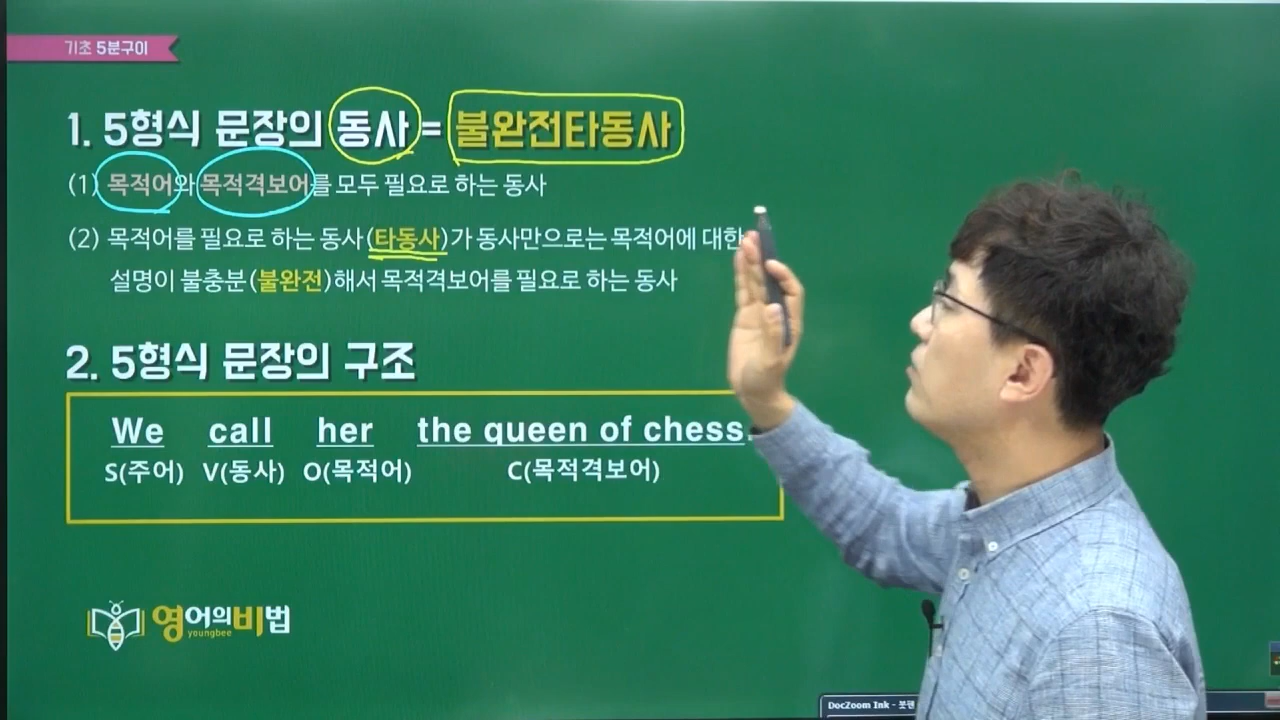 기초 5분구이
1. 5형식 문장의 동사 = 불완전타동사
(1) 목적어와 목적격보어를 모두 필요로 하는 동사
(2) 목적어를 필요로 하는 동사(타동사)가 동사만으로는 목적어에 대한
설명이 불충분(불완전)해서 목적격보어를 필요로 하는 동사
2. 5형식 문장의 구조
We call her the queen of chess.
S(주어) V(동사) O(목적어) C(목적격보어)
영어의비법
youngbee
DocZoom Ink -